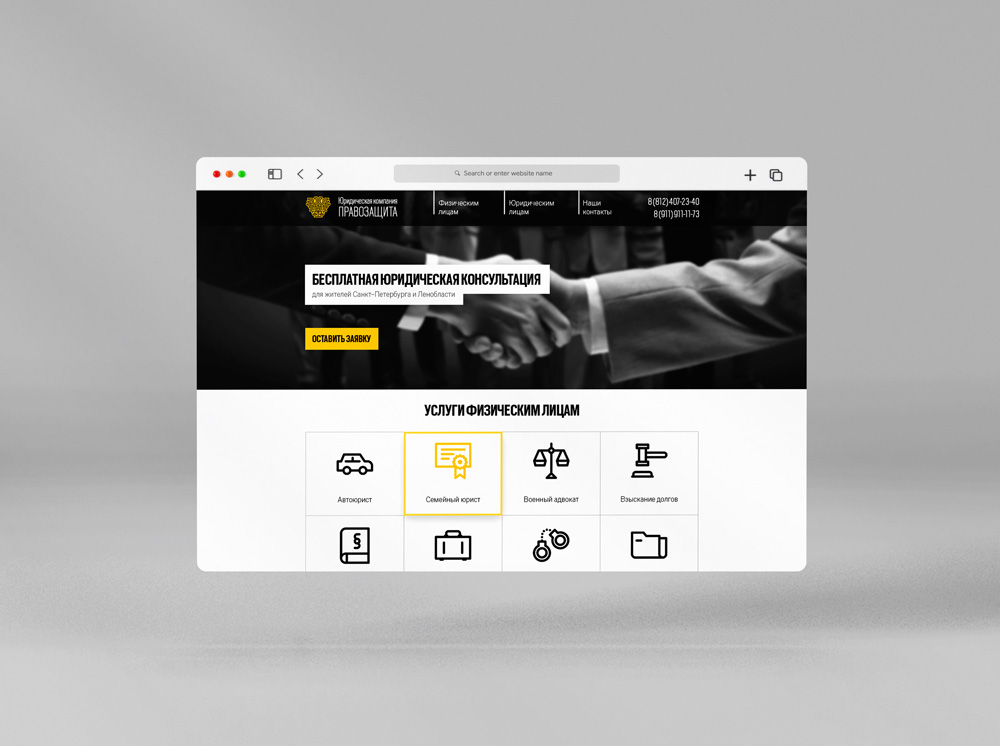 Search or enter website name
Юридическая компания
ПРАВОЗАЩИТА
Физическим
лицам
Юридическим
лицам
Наши
контакты
8 (812) 407-23-40
8 (911) 911-11-73
БЕСПЛАТНАЯ ЮРИДИЧЕСКАЯ КОНСУЛЬТАЦИЯ
для жителей Санкт-Петербурга и Ленобласти
ОСТАВИТЬ ЗАЯВКУ
УСЛУГИ ФИЗИЧЕСКИМ ЛИЦАМ
Автоюрист
Семейный юрист
Военный адвокат
Взыскание долгов
§